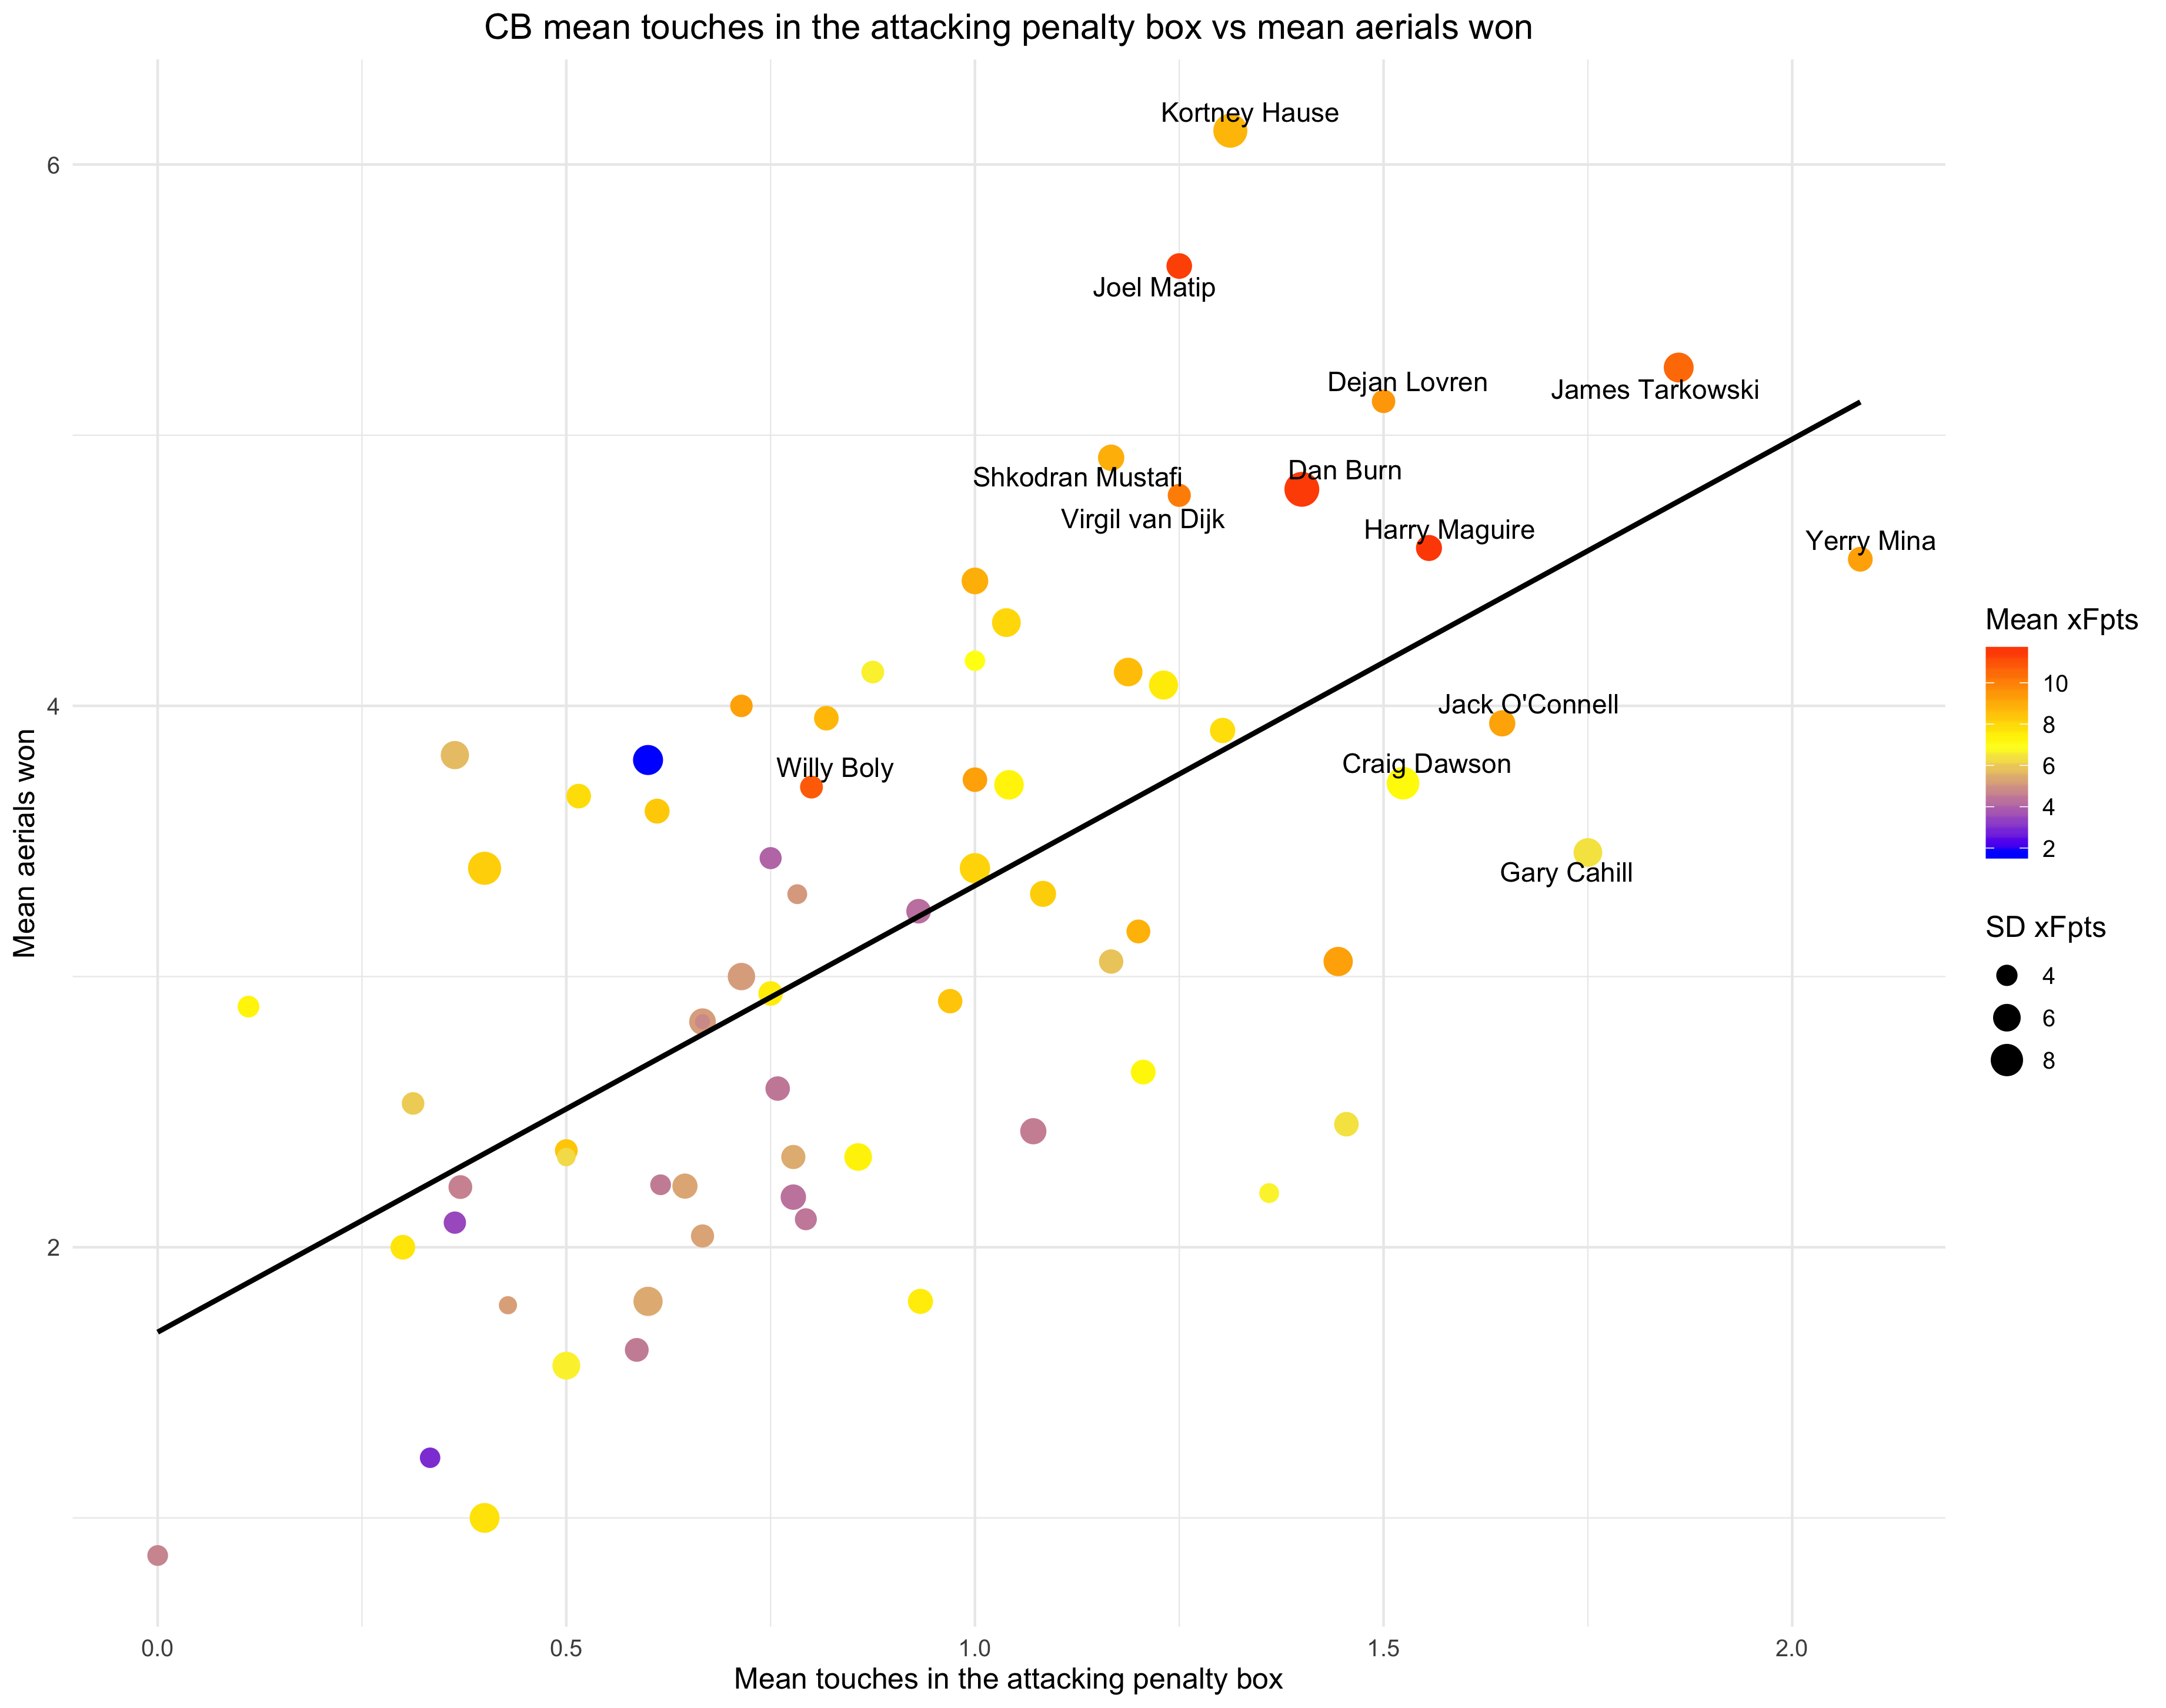 CB mean touches in the attacking penalty box vs mean aerials won
Kortney Hause
6
Joel Matip
Dejan Lovren
James Tarkowski
Shkodran Mustafi
Dan Burn
Virgil van Dijk
Harry Maguire
Yerry Mina
Mean xFpts
10
8
6
4
2
4
Jack O'Connell
Willy Boly
Craig Dawson
Gary Cahill
Mean aerials won
SD xFpts
4
6
8
2
0.0
0.5
1.0
1.5
2.0
Mean touches in the attacking penalty box